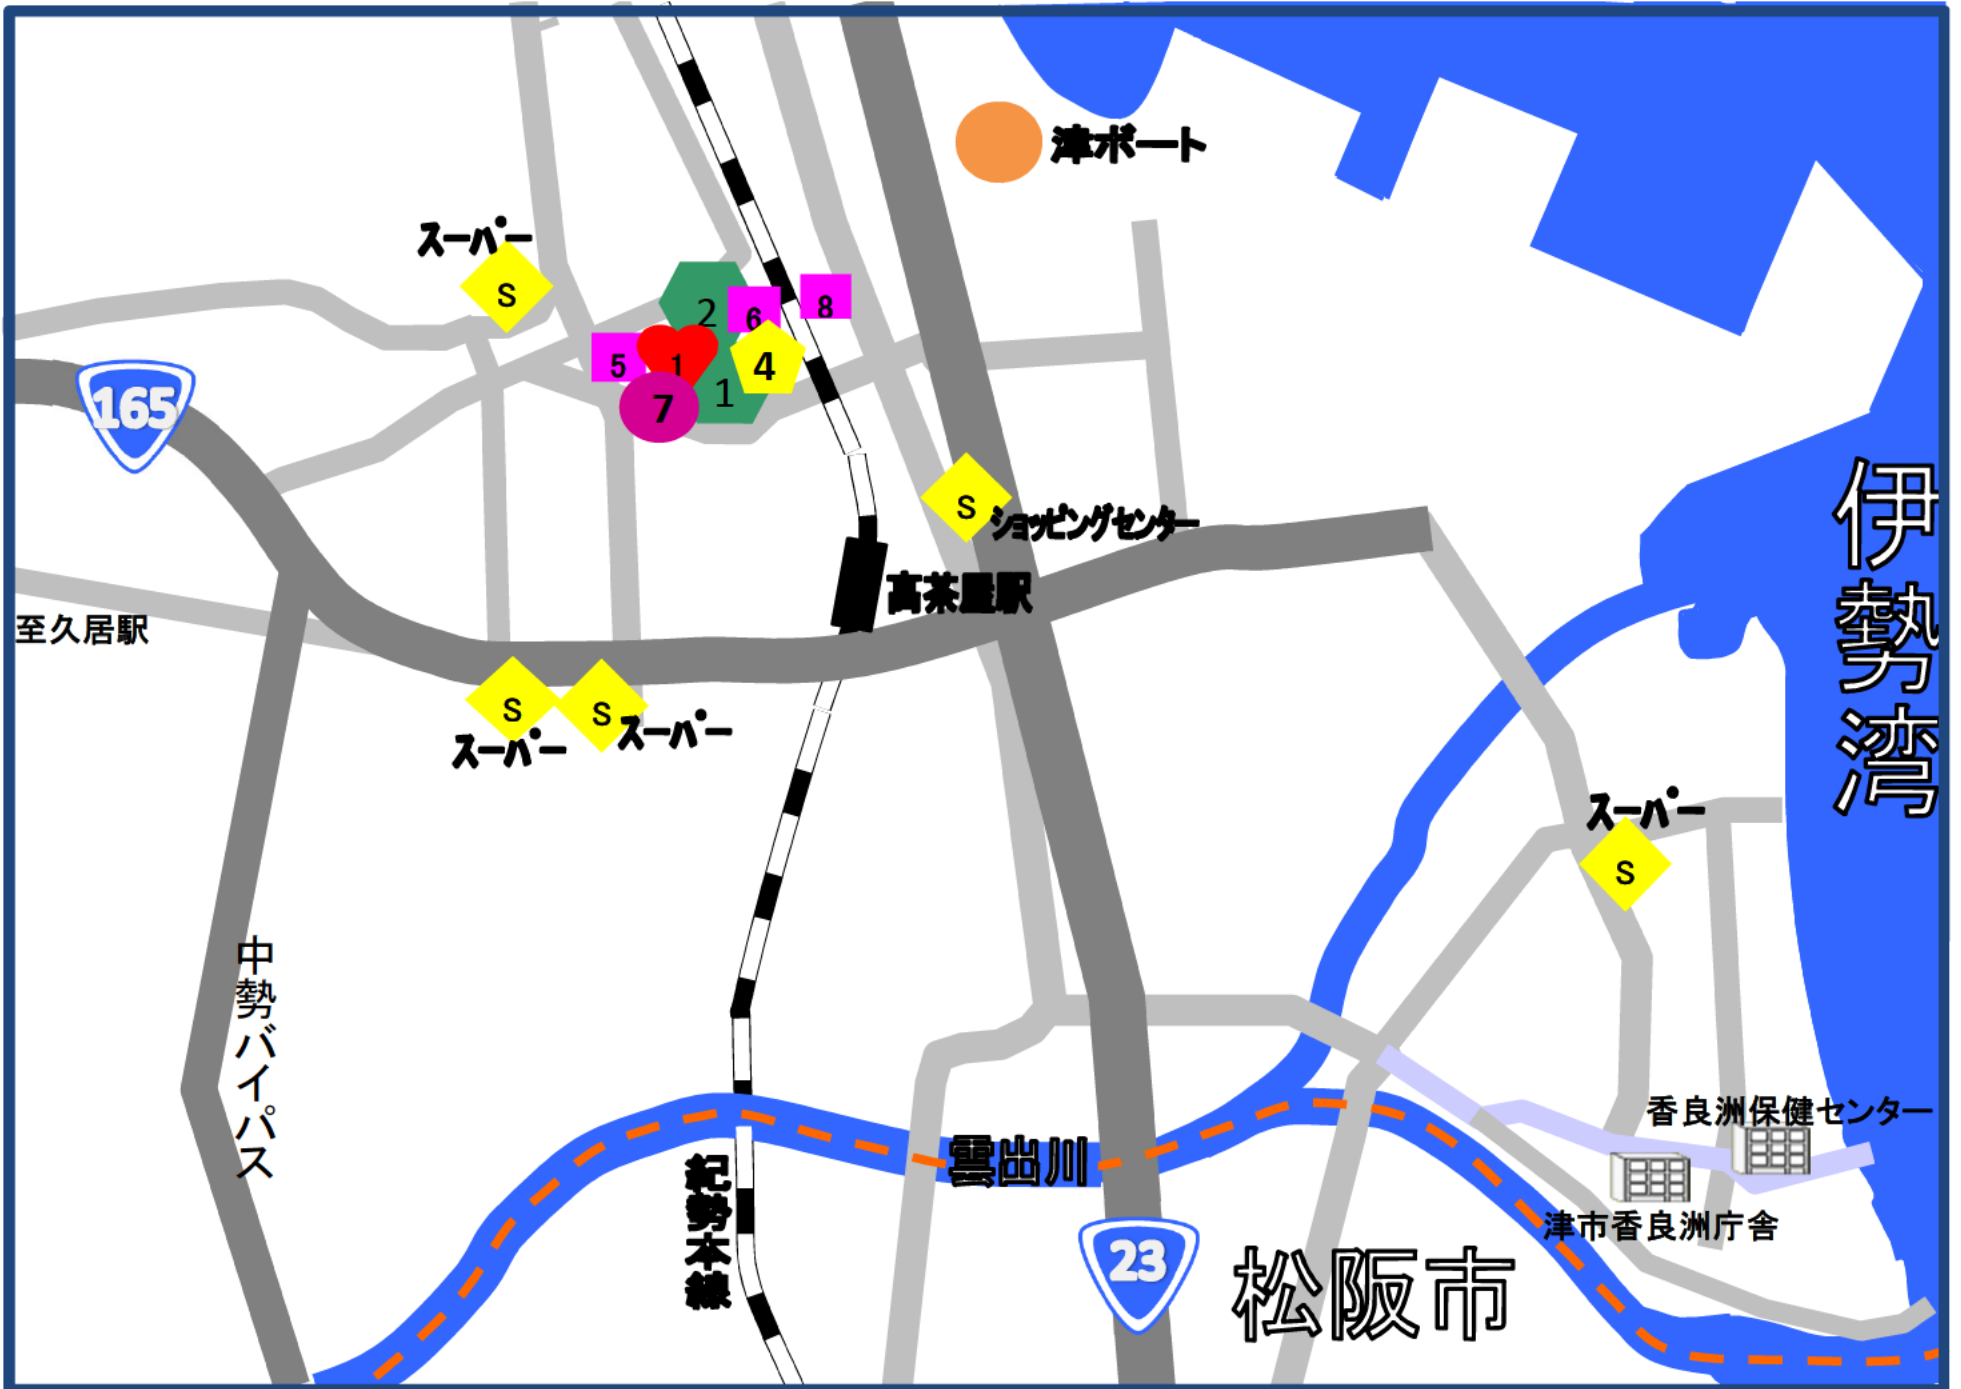 津ボート
スーパー
S
2
6
8
5
1
4
1
7
165
S
ショッピングセンター
高茶屋駅
至久居駅
伊勢湾
S
S
スーパー
スーパー
スーパー
S
中勢バイパス
香良洲保健センター
雲出川
紀勢本線
津市香良洲庁舎
23
松阪市